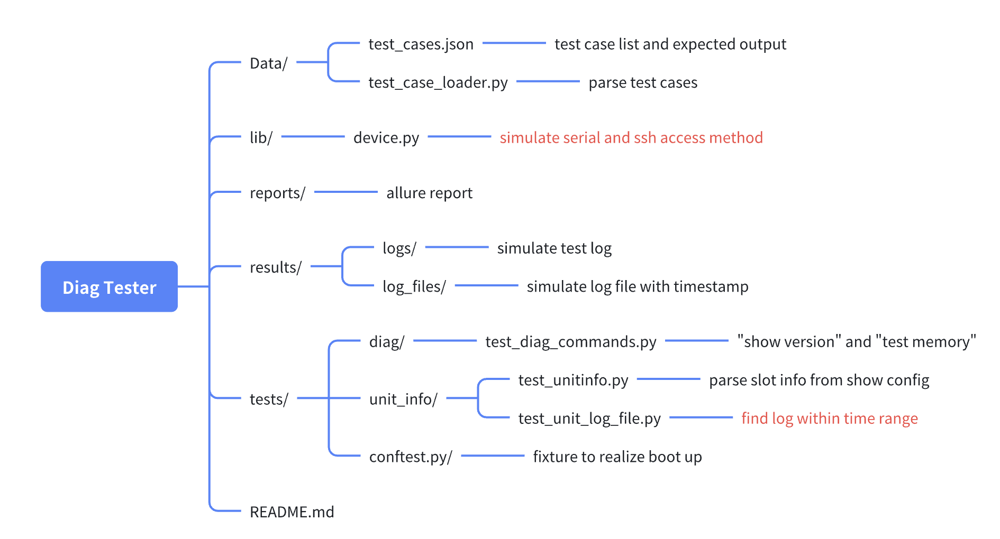 test_cases.json
test case list and expected output
Data/
test_case_loader.py
parse test cases
lib/
device.py
simulate serial and ssh access method
reports/
allure report
logs/
simulate test log
results/
log_files/
simulate log file with timestamp
Diag Tester
diag/
test_diag_commands.py
"show version" and "test memory"
test_unitinfo.py
parse slot info from show config
tests/
unit_info/
test_unit_log_file.py
find log within time range
conftest.py/
fixture to realize boot up
README.md